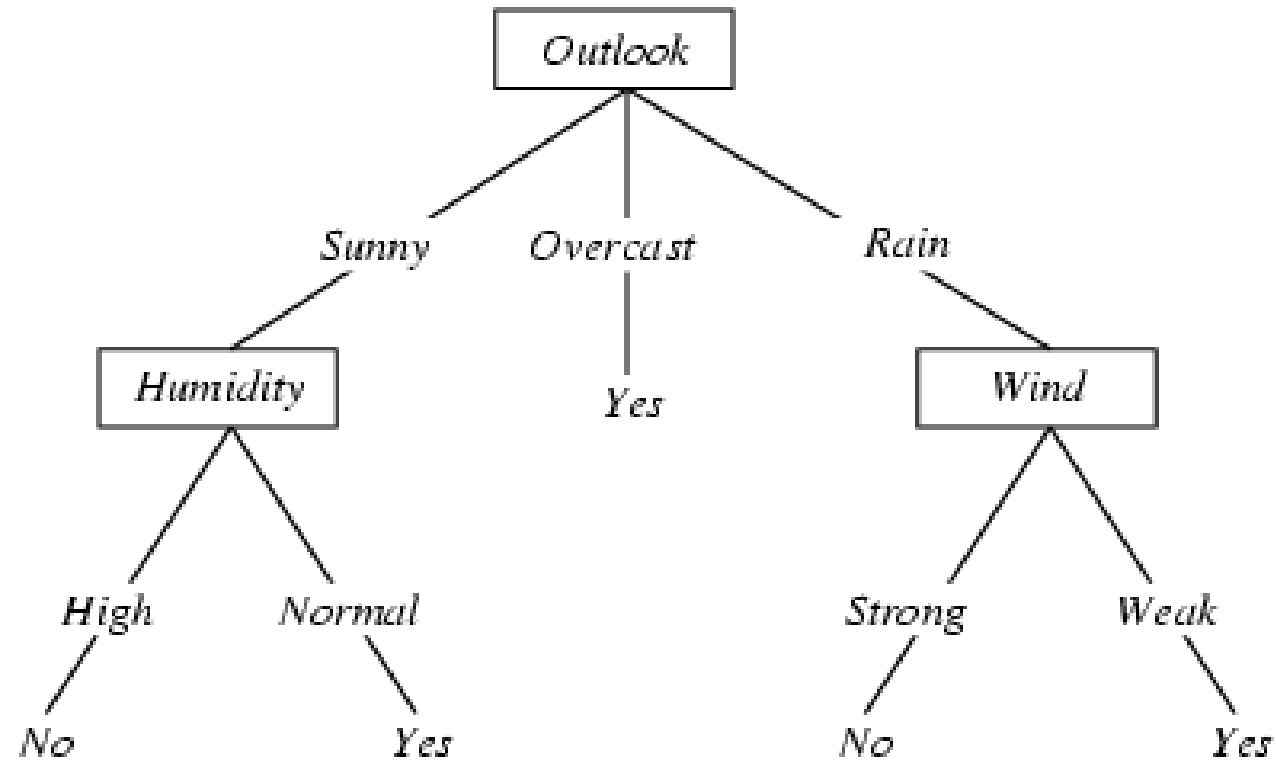 Outlook
Sunny Overcast Rain
Humidity Yes Wind
High Normal Strong Weak
No Yes No Yes